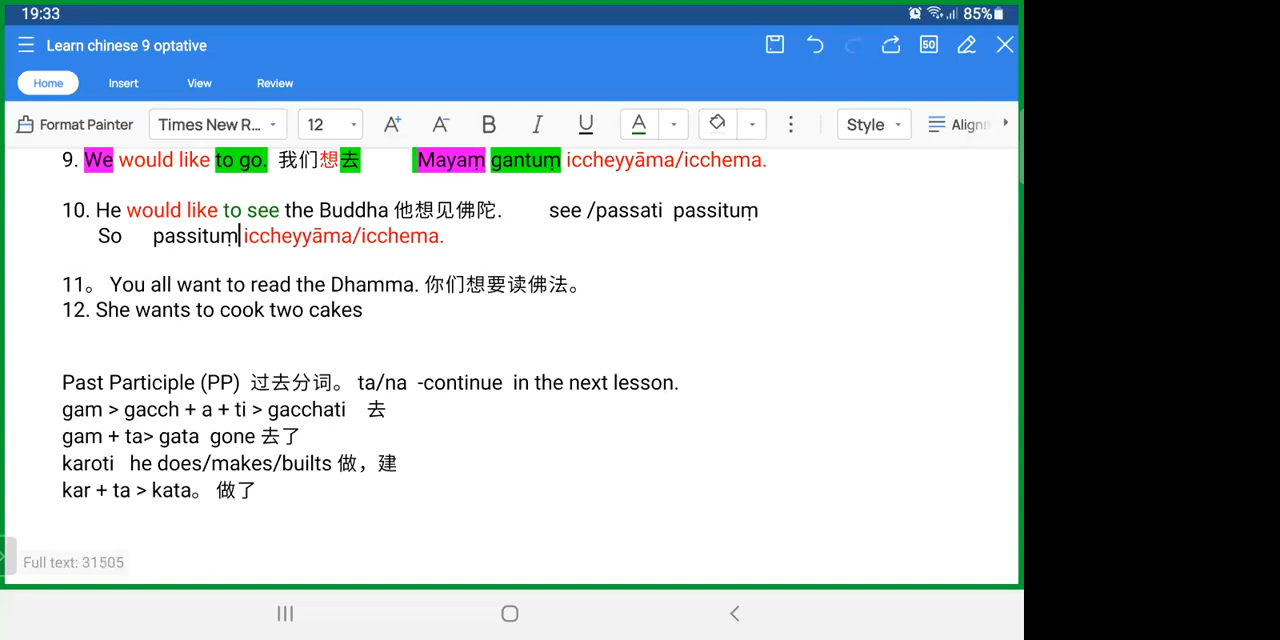 19:33 85%
Learn chinese 9 optative 50
Home Insert View Review
Format Painter Times New R... 12 A+ A- B I U A Style Align
9. We would like to go. 我们想去 Mayaṃ gantuṃ iccheyyāma/icchema.
10. He would like to see the Buddha 他想见佛陀. see /passati passituṃ
So passituṃ iccheyyāma/icchema.
11。 You all want to read the Dhamma. 你们想要读佛法。
12. She wants to cook two cakes
Past Participle (PP) 过去分词。 ta/na -continue in the next lesson.
gam > gacch + a + ti > gacchati 去
gam + ta> gata gone 去了
karoti he does/makes/builts 做，建
kar + ta > kata。 做了
Full text: 31505